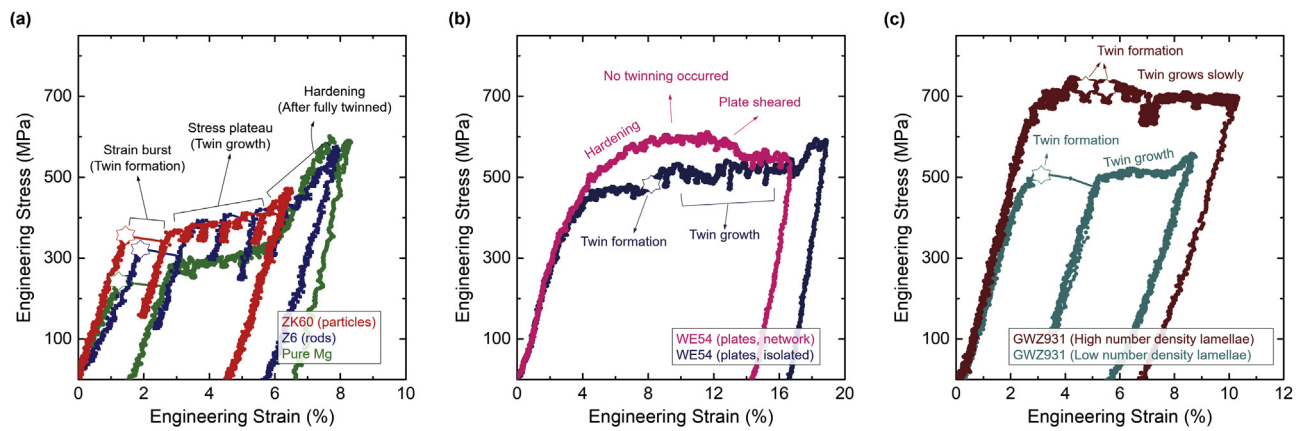 (a)
Engineering Stress (MPa)
700
500
300
100
0
2
4
6
8
10
Engineering Strain (%)
Strain burst
(Twin formation)
Stress plateau
(Twin growth)
Hardening
(After fully twinned)
ZK60 (particles)
Z6 (rods)
Pure Mg
(b)
Engineering Stress (MPa)
700
500
300
100
0
4
8
12
16
20
Engineering Strain (%)
No twinning occurred
Plate sheared
Hardening
Twin formation
Twin growth
WE54 (plates, network)
WE54 (plates, isolated)
(c)
Engineering Stress (MPa)
700
500
300
100
0
2
4
6
8
10
12
Engineering Strain (%)
Twin formation
Twin grows slowly
Twin formation
Twin growth
GWZ931 (High number density lamellae)
GWZ931 (Low number density lamellae)